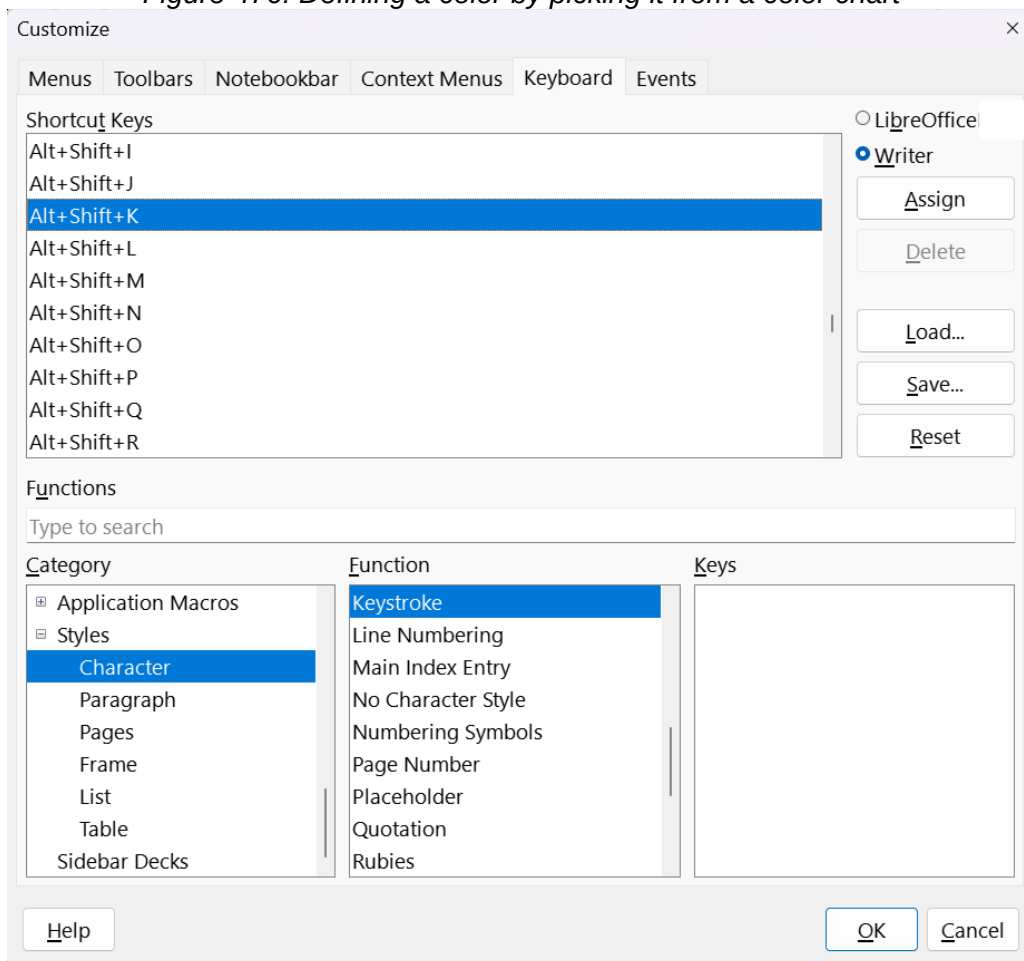 Customize
Menus Toolbars Notebookbar Context Menus Keyboard Events
Shortcut Keys
LibreOffice
Alt+Shift+I
Writer
Alt+Shift+J
Assign
Alt+Shift+K
Alt+Shift+L
Delete
Alt+Shift+M
Alt+Shift+N
Load...
Alt+Shift+O
Alt+Shift+P
Save...
Alt+Shift+Q
Reset
Alt+Shift+R
Functions
Type to search
Category Function Keys
Application Macros Keystroke
Styles Line Numbering
Character Main Index Entry
Paragraph No Character Style
Pages Numbering Symbols
Frame Page Number
List Placeholder
Table Quotation
Sidebar Decks Rubies
Help OK Cancel